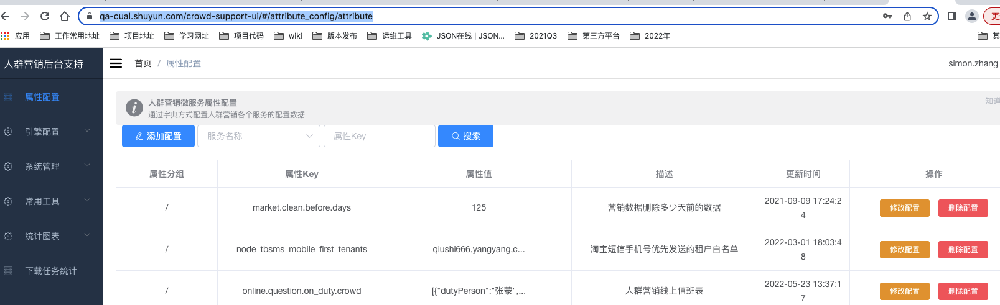 qa-cual.shuyun.com/crowd-support-ui/#/attribute_config/attribute
应用 工作常用地址 项目地址 学习网址 项目代码 wiki 版本发布 运维工具 JSON在线 | JSON... 2021Q3 第三方平台 2022年
人群营销后台支持
首页 / 属性配置
simon.zhang
属性配置
引擎配置
系统管理
常用工具
统计图表
下载任务统计
人群营销微服务属性配置
知道
通过字典方式配置人群营销各个服务的配置数据
添加配置 服务名称 属性Key 搜索
属性分组 属性Key 属性值 描述 更新时间 操作
/ market.clean.before.days 125 营销数据删除多少天前的数据 2021-09-09 17:24:2
4 修改配置 删除配置
/ node_tbsms_mobile_first_tenants qiushi666,yangyang,c... 淘宝短信手机号优先发送的租户白名单 2022-03-01 18:03:4
8 修改配置 删除配置
/ online.question.on_duty.crowd [{"dutyPerson":"张蒙",... 人群营销线上值班表 2022-05-23 13:37:1
7 修改配置 删除配置